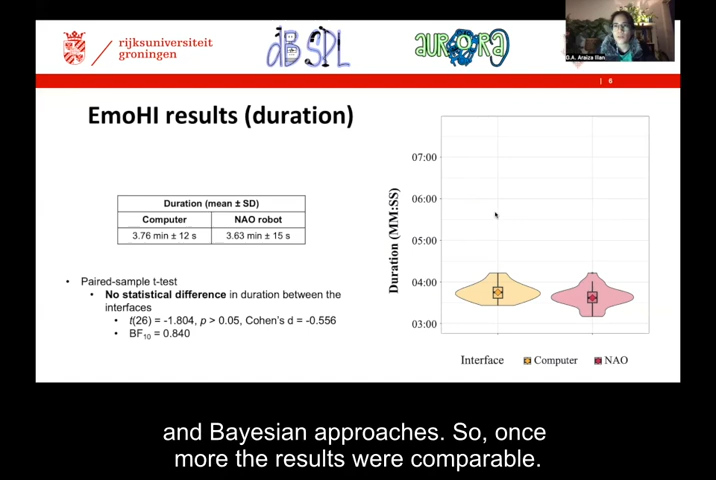 rijksuniversiteit
groningen
dB SPL
AURORA
G.A. Araiza Illan
| 6
EmoHI results (duration)
Duration (mean ± SD)
Computer NAO robot
3.76 min ± 12 s 3.63 min ± 15 s
• Paired-sample t-test
• No statistical difference in duration between the
interfaces
• t(26) = -1.804, p > 0.05, Cohen's d = -0.556
• BF₁₀ = 0.840
Duration (MM:SS)
07:00
06:00
05:00
04:00
03:00
Interface Computer NAO
and Bayesian approaches. So, once
more the results were comparable.